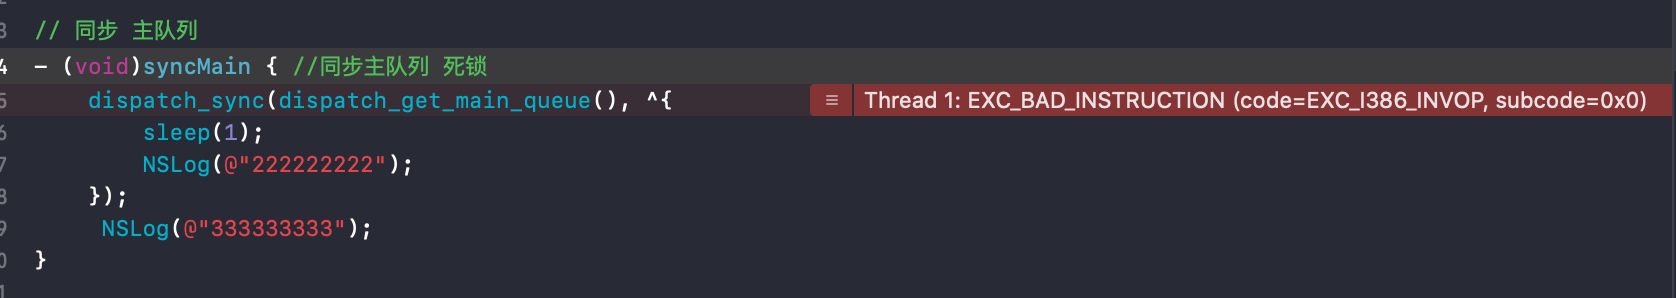 3 // 同步 主队列
4 - (void)syncMain { //同步主队列 死锁
5 dispatch_sync(dispatch_get_main_queue(), ^{ Thread 1: EXC_BAD_INSTRUCTION (code=EXC_I386_INVOP, subcode=0x0)
6 sleep(1);
7 NSLog(@"222222222");
8 });
9 NSLog(@"333333333");
0 }
1